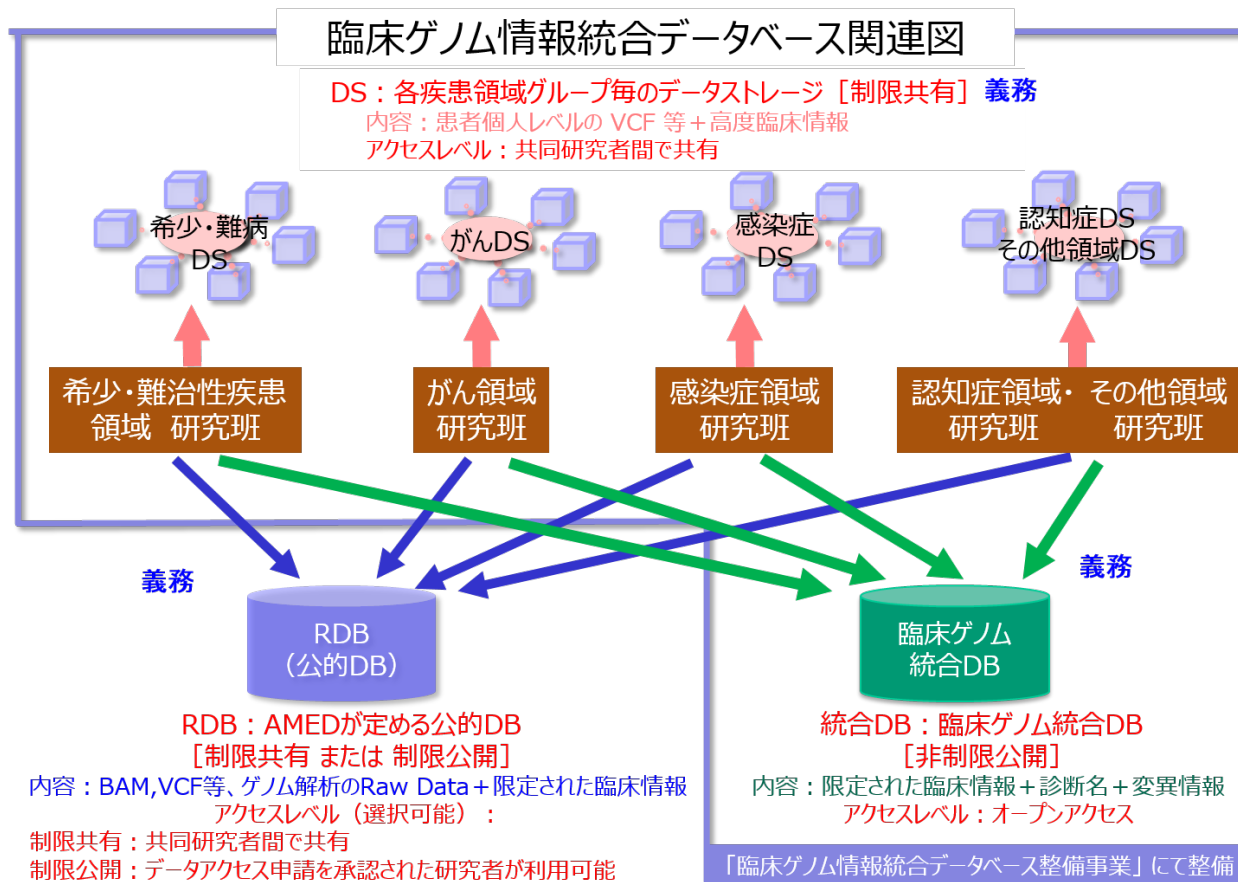 臨床ゲノム情報統合データベース関連図
DS：各疾患領域グループ毎のデータストレージ［制限共有］ 義務
内容：患者個人レベルの VCF 等＋高度臨床情報
アクセスレベル：共同研究者間で共有
希少・難病
DS
がんDS
感染症
DS
認知症DS
その他領域DS
希少・難治性疾患
領域 研究班
がん領域
研究班
感染症領域
研究班
認知症領域・ その他領域
研究班 研究班
義務
義務
RDB
（公的DB）
臨床ゲノム
統合DB
RDB：AMEDが定める公的DB
［制限共有 または 制限公開］
内容：BAM,VCF等、ゲノム解析のRaw Data＋限定された臨床情報
アクセスレベル（選択可能）：
制限共有：共同研究者間で共有
制限公開：データアクセス申請を承認された研究者が利用可能
統合DB：臨床ゲノム統合DB
［非制限公開］
内容：限定された臨床情報＋診断名＋変異情報
アクセスレベル：オープンアクセス
「臨床ゲノム情報統合データベース整備事業」にて整備